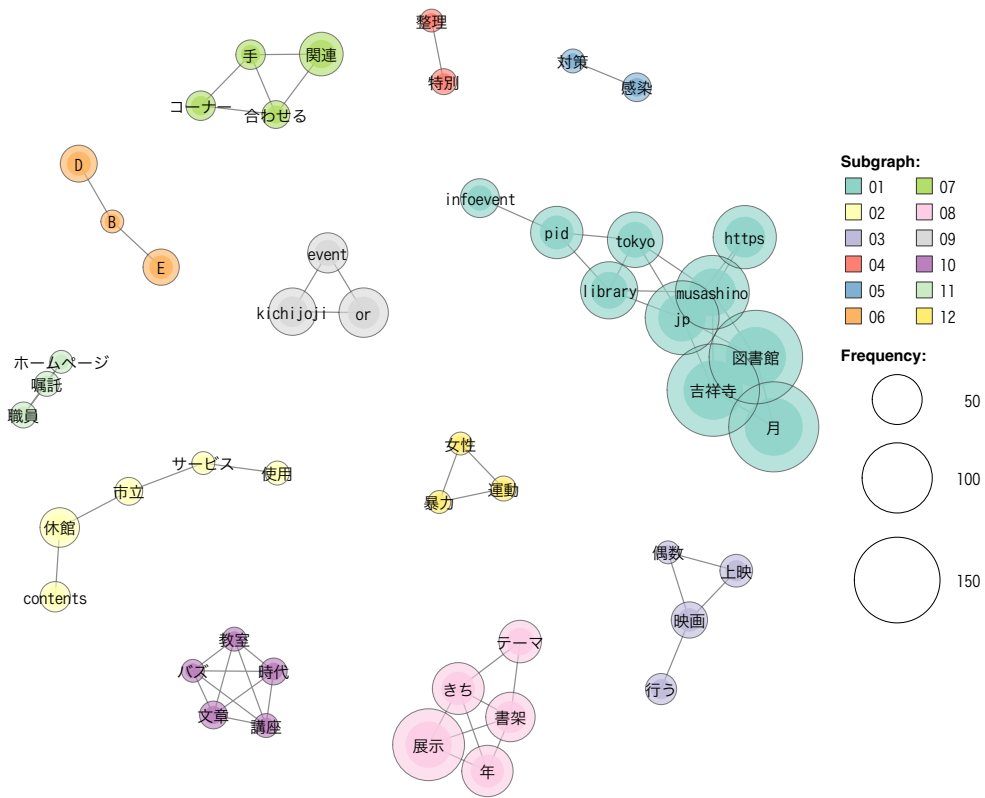 整理
手
関連
対策
特別
感染
コーナー
合わせる
D
B
E
infoevent
pid
tokyo
https
library
musashino
jp
図書館
吉祥寺
月
event
kichijoji
or
ホームページ
嘱託
職員
サービス
使用
市立
休館
contents
女性
運動
暴力
偶数
上映
映画
行う
教室
バズ
時代
文章
講座
テーマ
きち
書架
展示
年
Subgraph:
01 07
02 08
03 09
04 10
05 11
06 12
Frequency:
50
100
150